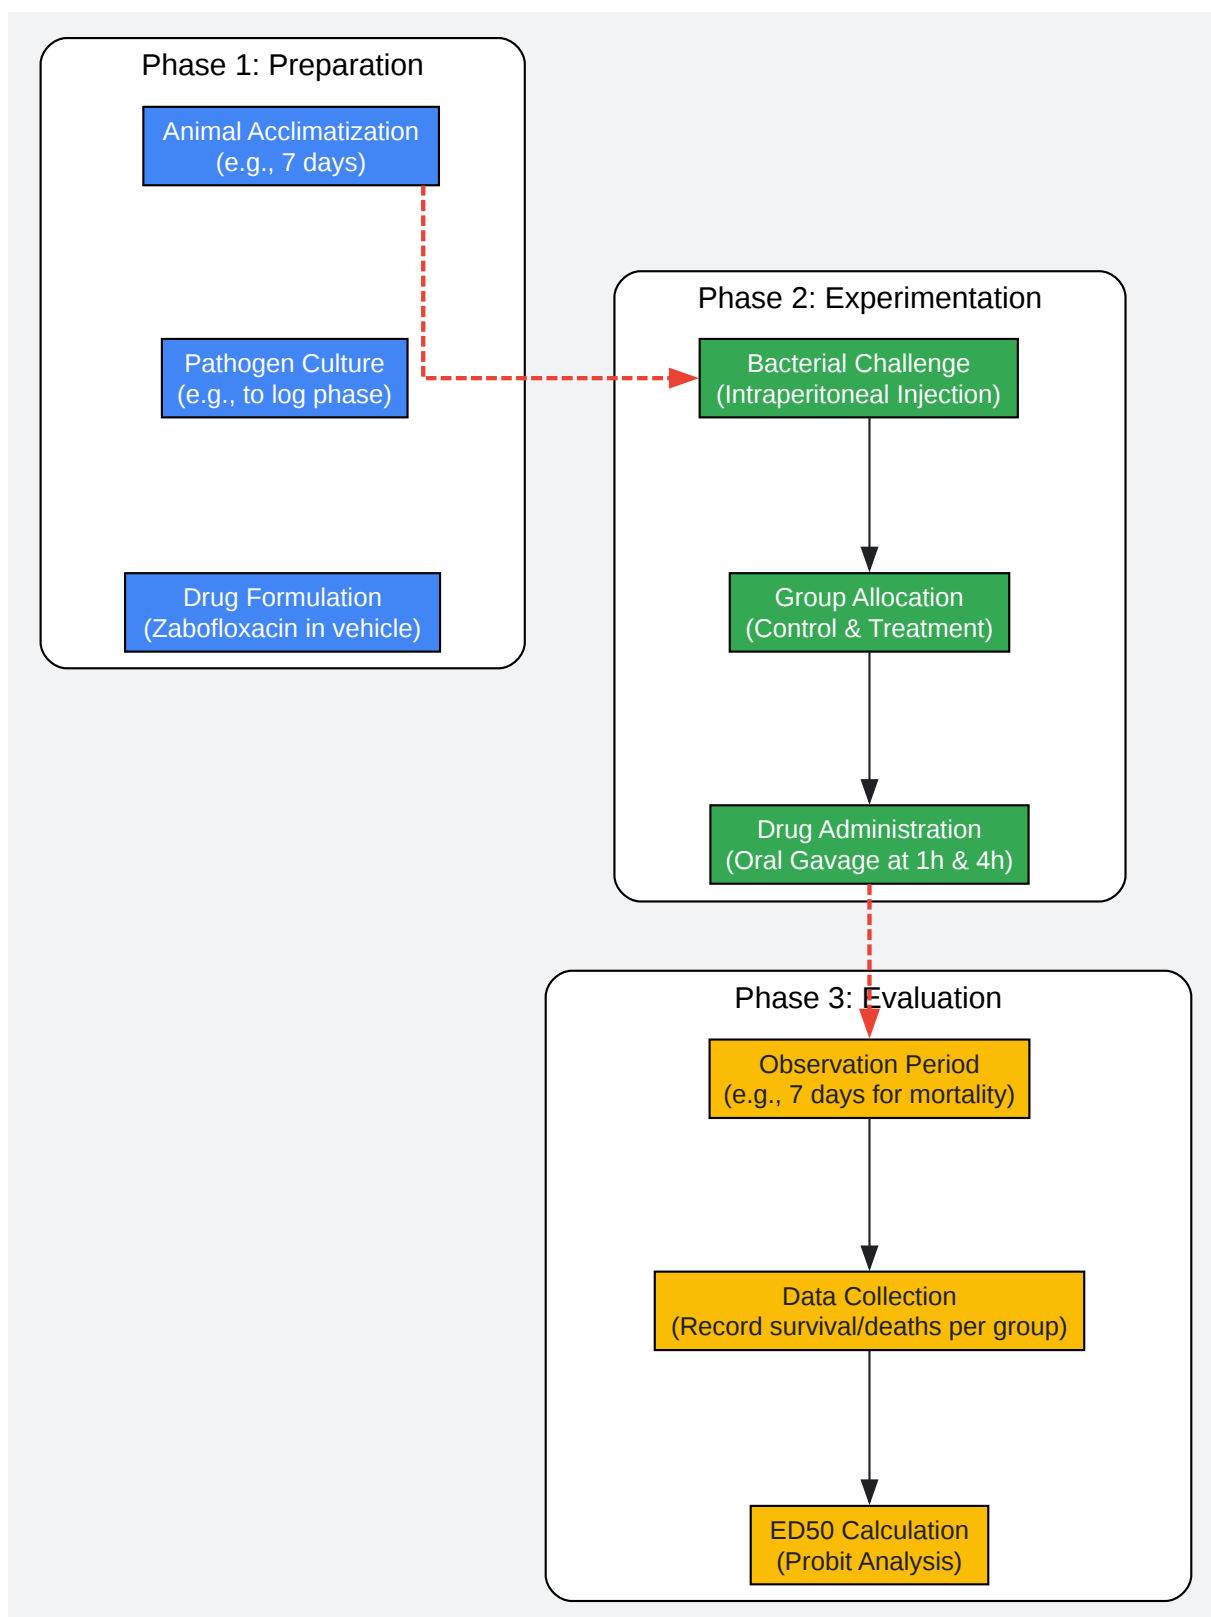 Phase 1: Preparation
Animal Acclimatization
(e.g., 7 days)
Pathogen Culture
(e.g., to log phase)
Drug Formulation
(Zabofloxacin in vehicle)
Phase 2: Experimentation
Bacterial Challenge
(Intraperitoneal Injection)
Group Allocation
(Control & Treatment)
Drug Administration
(Oral Gavage at 1h & 4h)
Phase 3: Evaluation
Observation Period
(e.g., 7 days for mortality)
Data Collection
(Record survival/deaths per group)
ED50 Calculation
(Probit Analysis)